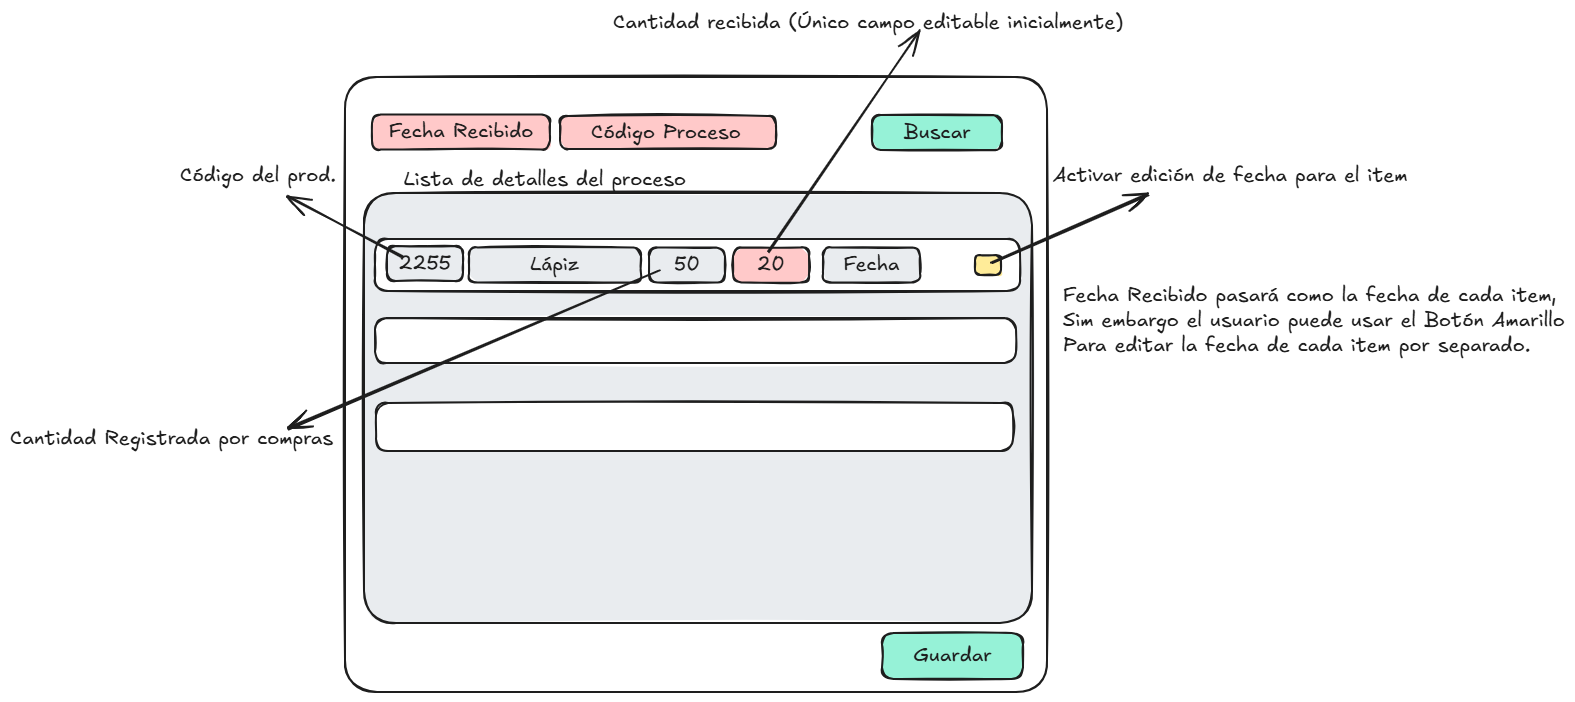 Cantidad recibida (Único campo editable inicialmente)
Fecha Recibido
Código Proceso
Buscar
Código del prod.
Lista de detalles del proceso
Activar edición de fecha para el item
2255
Lápiz
50
20
Fecha
Fecha Recibido pasará como la fecha de cada item,
Sim embargo el usuario puede usar el Botón Amarillo
Para editar la fecha de cada item por separado.
Cantidad Registrada por compras
Guardar